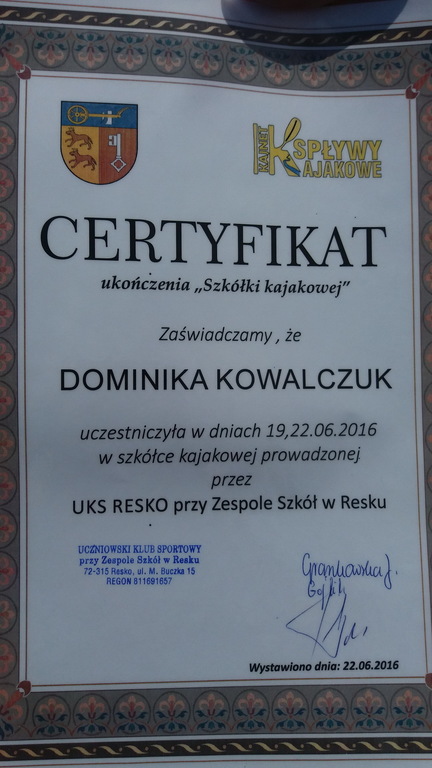 KAJNET
SPŁYWY
KAJAKOWE
CERTYFIKAT
ukończenia „Szkółki kajakowej”
Zaświadczamy , że
DOMINIKA KOWALCZUK
uczestniczyła w dniach 19,22.06.2016
w szkółce kajakowej prowadzonej
przez
UKS RESKO przy Zespole Szkół w Resku
UCZNIOWSKI KLUB SPORTOWY
przy Zespole Szkół w Resku
72-315 Resko, ul. M. Buczka 15
REGON 811691657
Wystawiono dnia: 22.06.2016